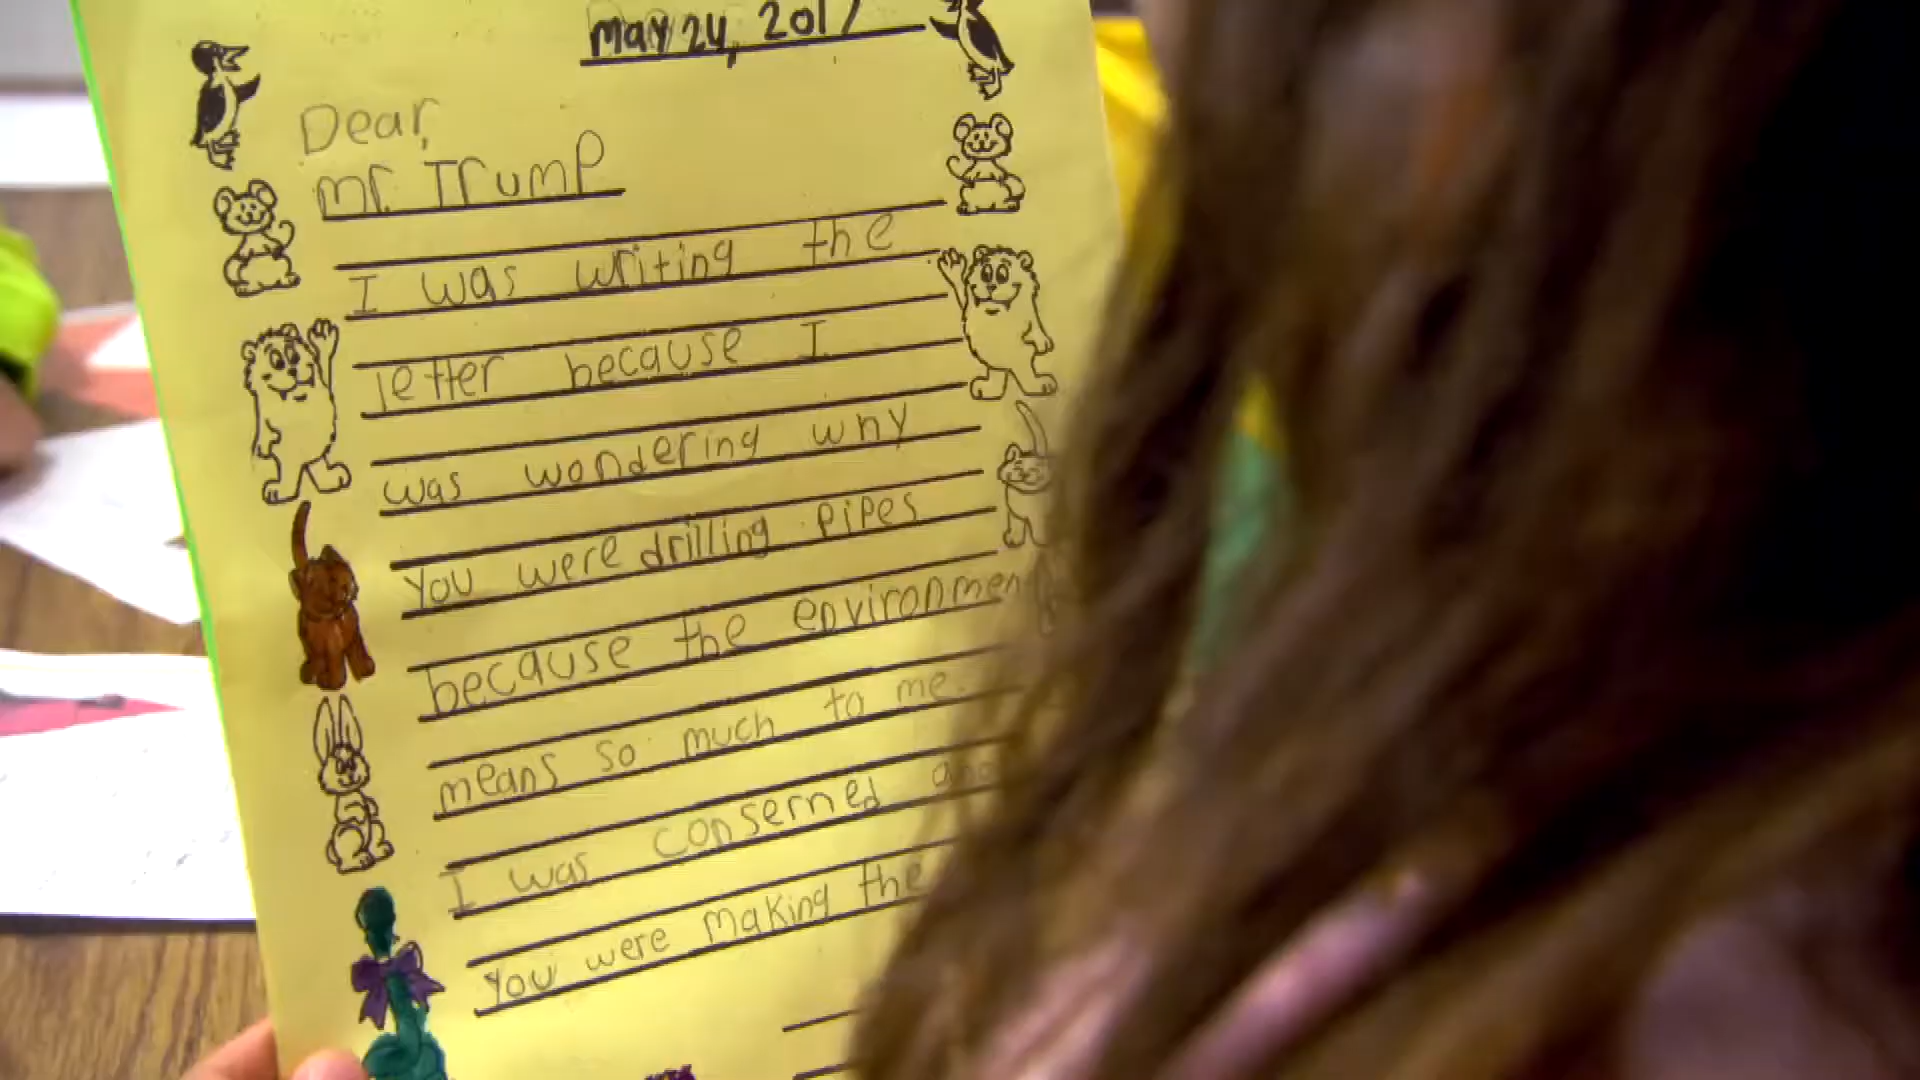 May 24, 2017
Dear,
Mr. Trump
I was writing the
letter because I
was wondering why
you were drilling pipes
because the environmen
means so much to me.
I was conserned and
you were making the